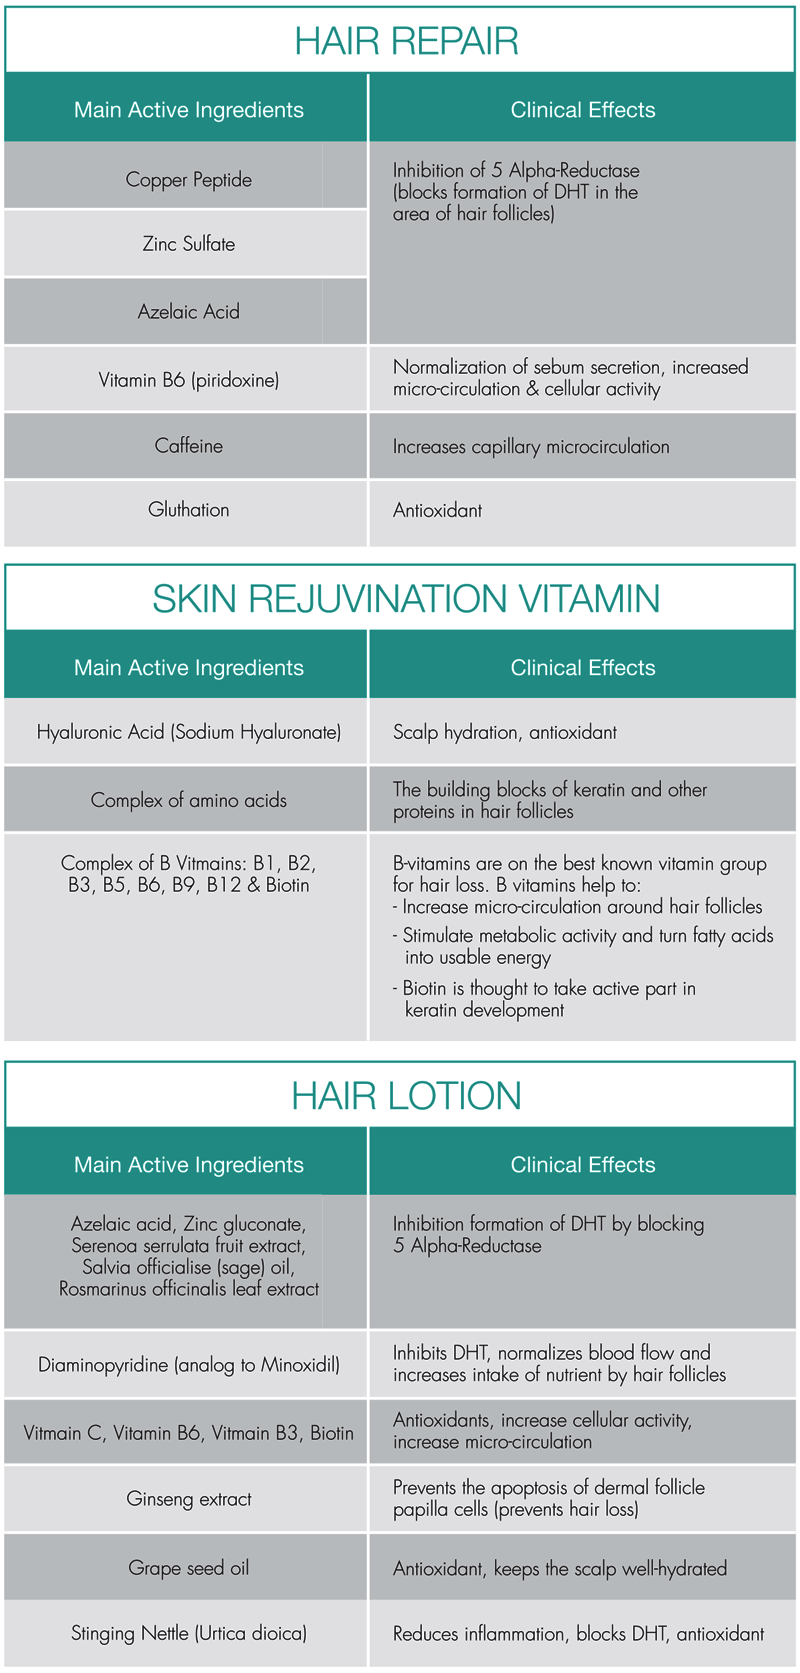 HAIR REPAIR
Main Active Ingredients
Clinical Effects
Copper Peptide
Zinc Sulfate
Azelaic Acid
Inhibition of 5 Alpha-Reductase
(blocks formation of DHT in the
area of hair follicles)
Vitamin B6 (piridoxine)
Normalization of sebum secretion, increased
micro-circulation & cellular activity
Caffeine
Increases capillary microcirculation
Gluthation
Antioxidant
SKIN REJUVINATION VITAMIN
Main Active Ingredients
Clinical Effects
Hyaluronic Acid (Sodium Hyaluronate)
Scalp hydration, antioxidant
Complex of amino acids
The building blocks of keratin and other
proteins in hair follicles
Complex of B Vitmains: B1, B2,
B3, B5, B6, B9, B12 & Biotin
B-vitamins are on the best known vitamin group
for hair loss. B vitamins help to:
- Increase micro-circulation around hair follicles
- Stimulate metabolic activity and turn fatty acids
into usable energy
- Biotin is thought to take active part in
keratin development
HAIR LOTION
Main Active Ingredients
Clinical Effects
Azelaic acid, Zinc gluconate,
Serenoa serrulata fruit extract,
Salvia officialise (sage) oil,
Rosmarinus officinalis leaf extract
Inhibition formation of DHT by blocking
5 Alpha-Reductase
Diaminopyridine (analog to Minoxidil)
Inhibits DHT, normalizes blood flow and
increases intake of nutrient by hair follicles
Vitmain C, Vitamin B6, Vitmain B3, Biotin
Antioxidants, increase cellular activity,
increase micro-circulation
Ginseng extract
Prevents the apoptosis of dermal follicle
papilla cells (prevents hair loss)
Grape seed oil
Antioxidant, keeps the scalp well-hydrated
Stinging Nettle (Urtica dioica)
Reduces inflammation, blocks DHT, antioxidant